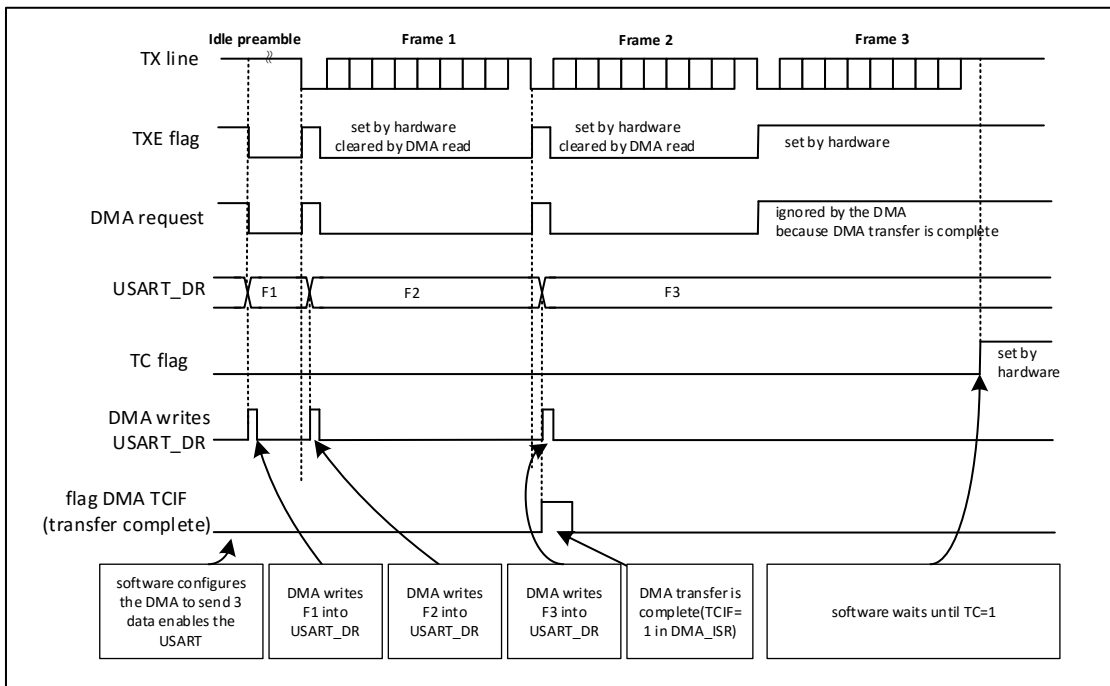 Idle preamble Frame 1 Frame 2 Frame 3
TX line
TXE flag
set by hardware
cleared by DMA read
set by hardware
cleared by DMA read
set by hardware
DMA request
ignored by the DMA
because DMA transfer is complete
USART_DR
F1 F2 F3
TC flag
set by
hardware
DMA writes
USART_DR
flag DMA TCIF
(transfer complete)
software configures
the DMA to send 3
data enables the
USART
DMA writes
F1 into
USART_DR
DMA writes
F2 into
USART_DR
DMA writes
F3 into
USART_DR
DMA transfer is
complete(TCIF=
1 in DMA_ISR)
software waits until TC=1